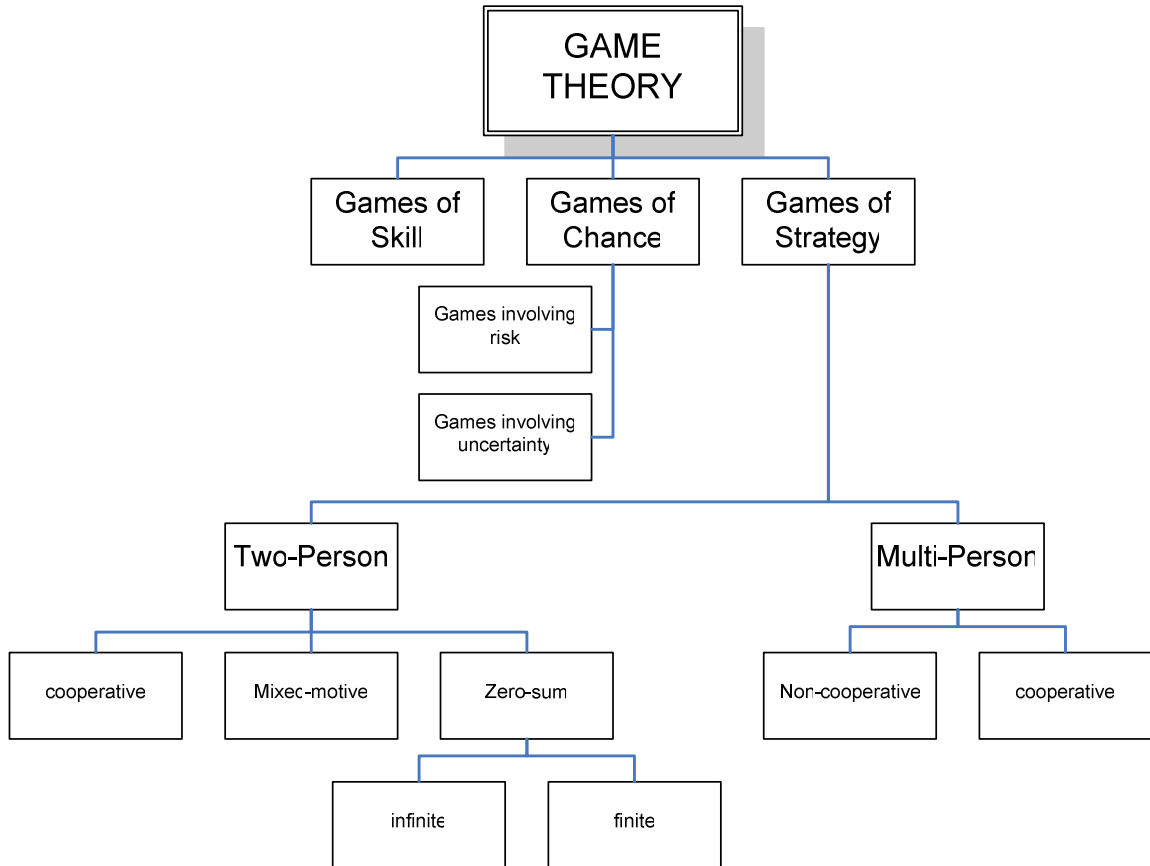 GAME
THEORY
Games of
Skill
Games of
Chance
Games of
Strategy
Games involving
risk
Games involving
uncertainty
Two-Person
Multi-Person
cooperative
Mixed-motive
Zero-sum
Non-cooperative
cooperative
infinite
finite